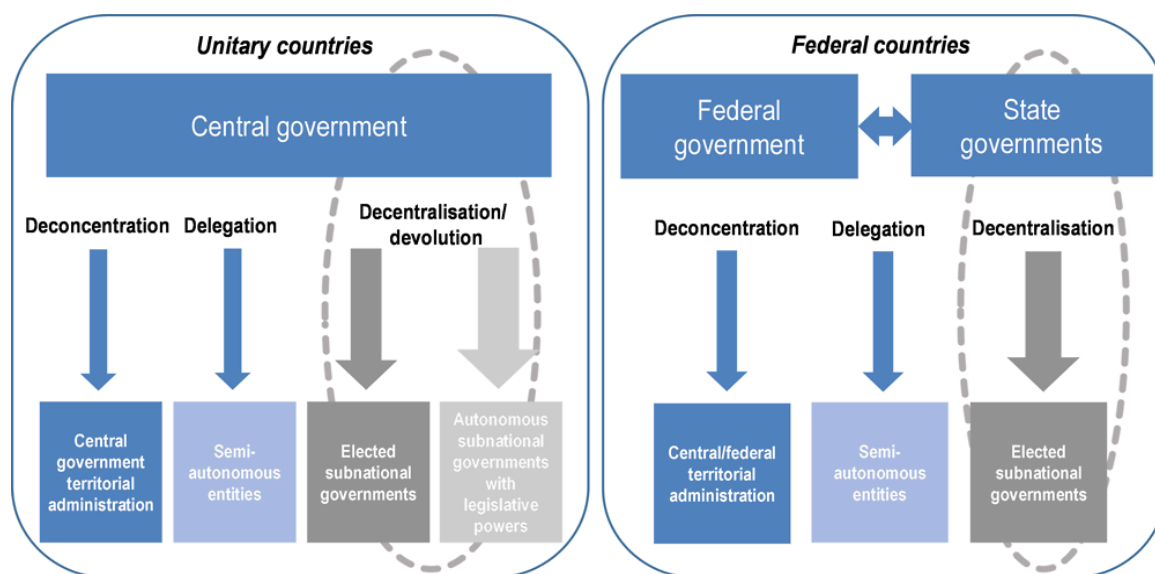 Unitary countries
Central government
Deconcentration
Delegation
Decentralisation/
devolution
Central
government
territorial
administration
Semi-
autonomous
entities
Elected
subnational
governments
Autonomous
subnational
governments
with
legislative
powers
Federal countries
Federal
government
State
governments
Deconcentration
Delegation
Decentralisation
Central/federal
territorial
administration
Semi-
autonomous
entities
Elected
subnational
governments